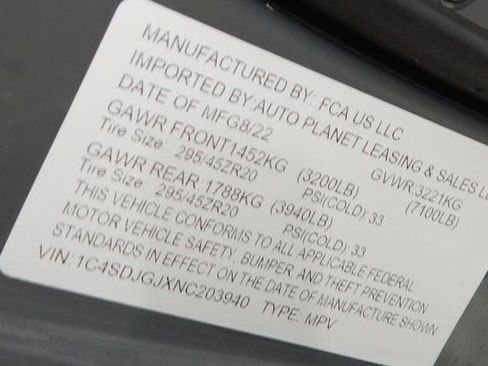 MANUFACTURED BY: FCA US LLC
IMPORTED BY:AUTO PLANET LEASING & SALES
DATE OF MFG8/22 GVWR:3221KG
GAWR FRONT1452KG (3200LB) (7100LB)
Tire Size: 295/45ZR20 PSI(COLD):33
GAWR REAR:1788KG (3940LB)
Tire Size: 295/45ZR20 PSI(COLD):33
THIS VEHICLE CONFORMS TO ALL APPLICABLE FEDERAL
MOTOR VEHICLE SAFETY, BUMPER, AND THEFT PREVENTION
STANDARDS IN EFFECT ON THE DATE OF MANUFACTURE SHOWN
VIN:1C4SDJGJXNC203940 TYPE: MPV